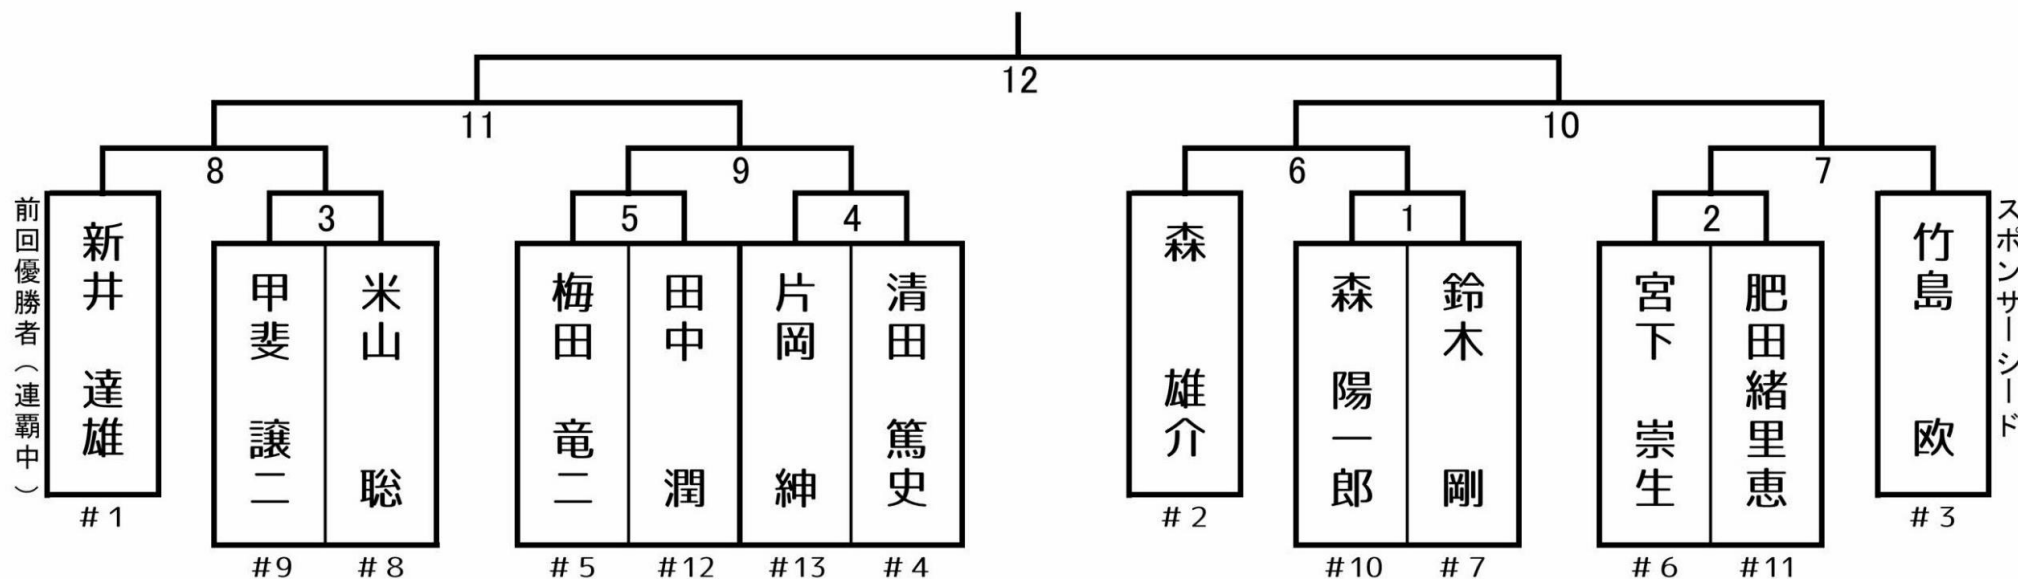 12
11
10
8
9
6
7
3
5
4
1
2
前回優勝者（連覇中）
新井 達雄
甲斐 譲二
米山 聡
梅田 竜二
田中 潤
片岡 紳
清田 篤史
森 雄介
森 陽一郎
鈴木 剛
宮下 崇生
肥田緒里恵
竹島 欧
スポンサーシード
#1
#9
#8
#5
#12
#13
#4
#2
#10
#7
#6
#11
#3